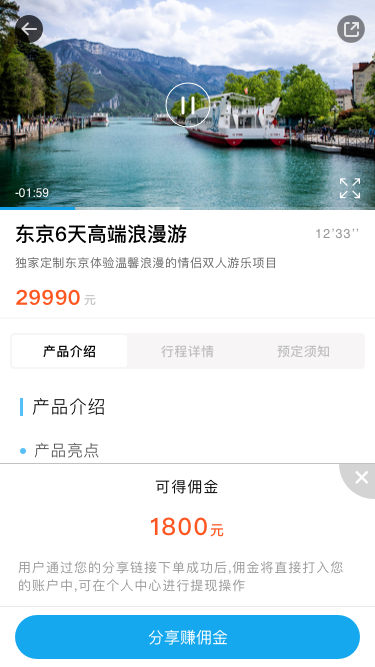 -01:59
东京6天高端浪漫游
12'33''
独家定制东京体验温馨浪漫的情侣双人游乐项目
29990 元
产品介绍 行程详情 预定须知
产品介绍
产品亮点
可得佣金
1800元
用户通过您的分享链接下单成功后,佣金将直接打入您
的账户中,可在个人中心进行提现操作
分享赚佣金